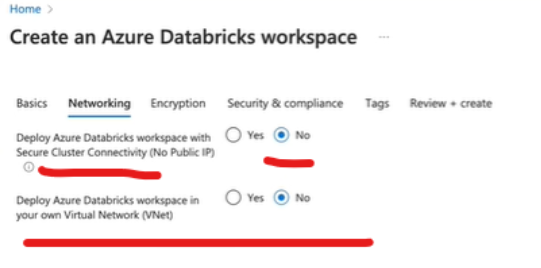 Home >
Create an Azure Databricks workspace ...
Basics Networking Encryption Security & compliance Tags Review + create
Deploy Azure Databricks workspace with Yes No
Secure Cluster Connectivity (No Public IP)
Deploy Azure Databricks workspace in Yes No
your own Virtual Network (VNet)